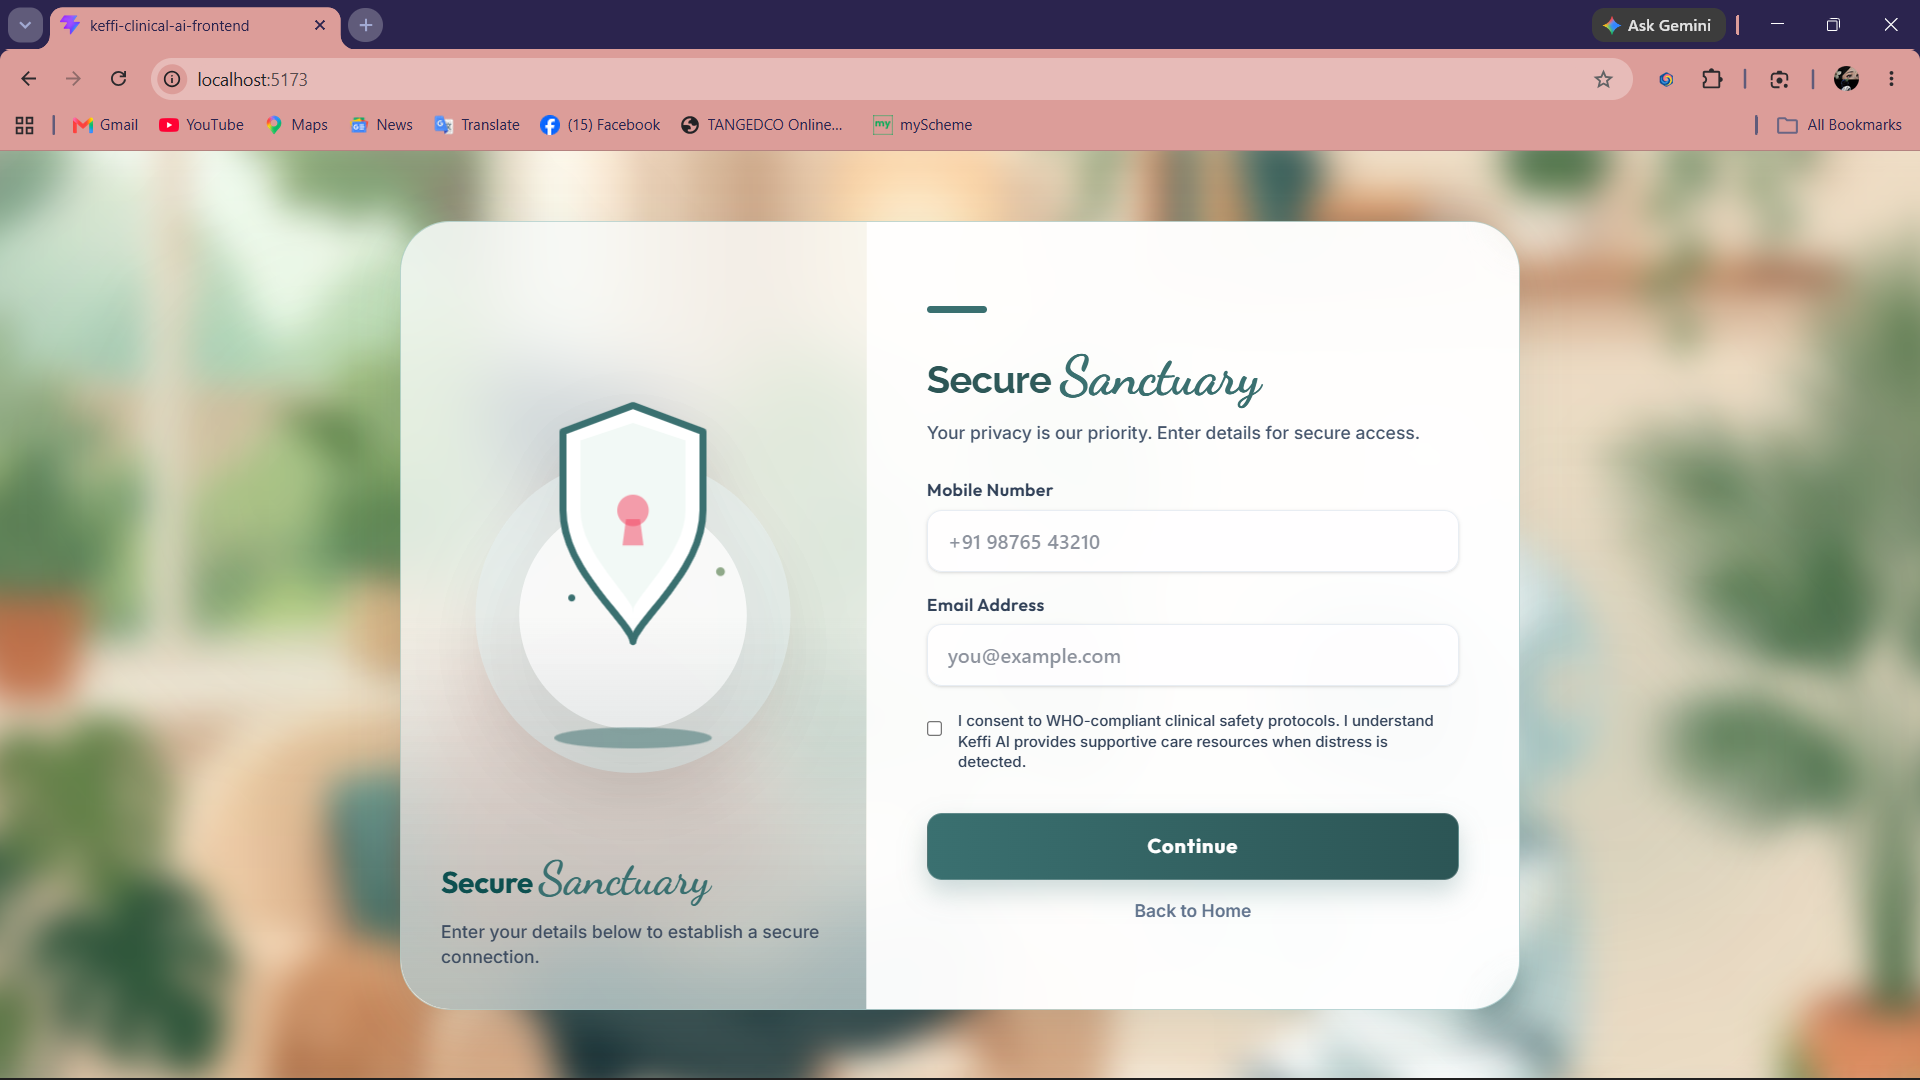 keffi-clinical-ai-frontend
Ask Gemini
localhost:5173
Gmail
YouTube
Maps
News
Translate
(15) Facebook
TANGEDCO Online...
my
myScheme
All Bookmarks
Secure Sanctuary
Your privacy is our priority. Enter details for secure access.
Mobile Number
+91 98765 43210
Email Address
you@example.com
I consent to WHO-compliant clinical safety protocols. I understand
Keffi AI provides supportive care resources when distress is
detected.
Continue
Back to Home
Secure Sanctuary
Enter your details below to establish a secure
connection.